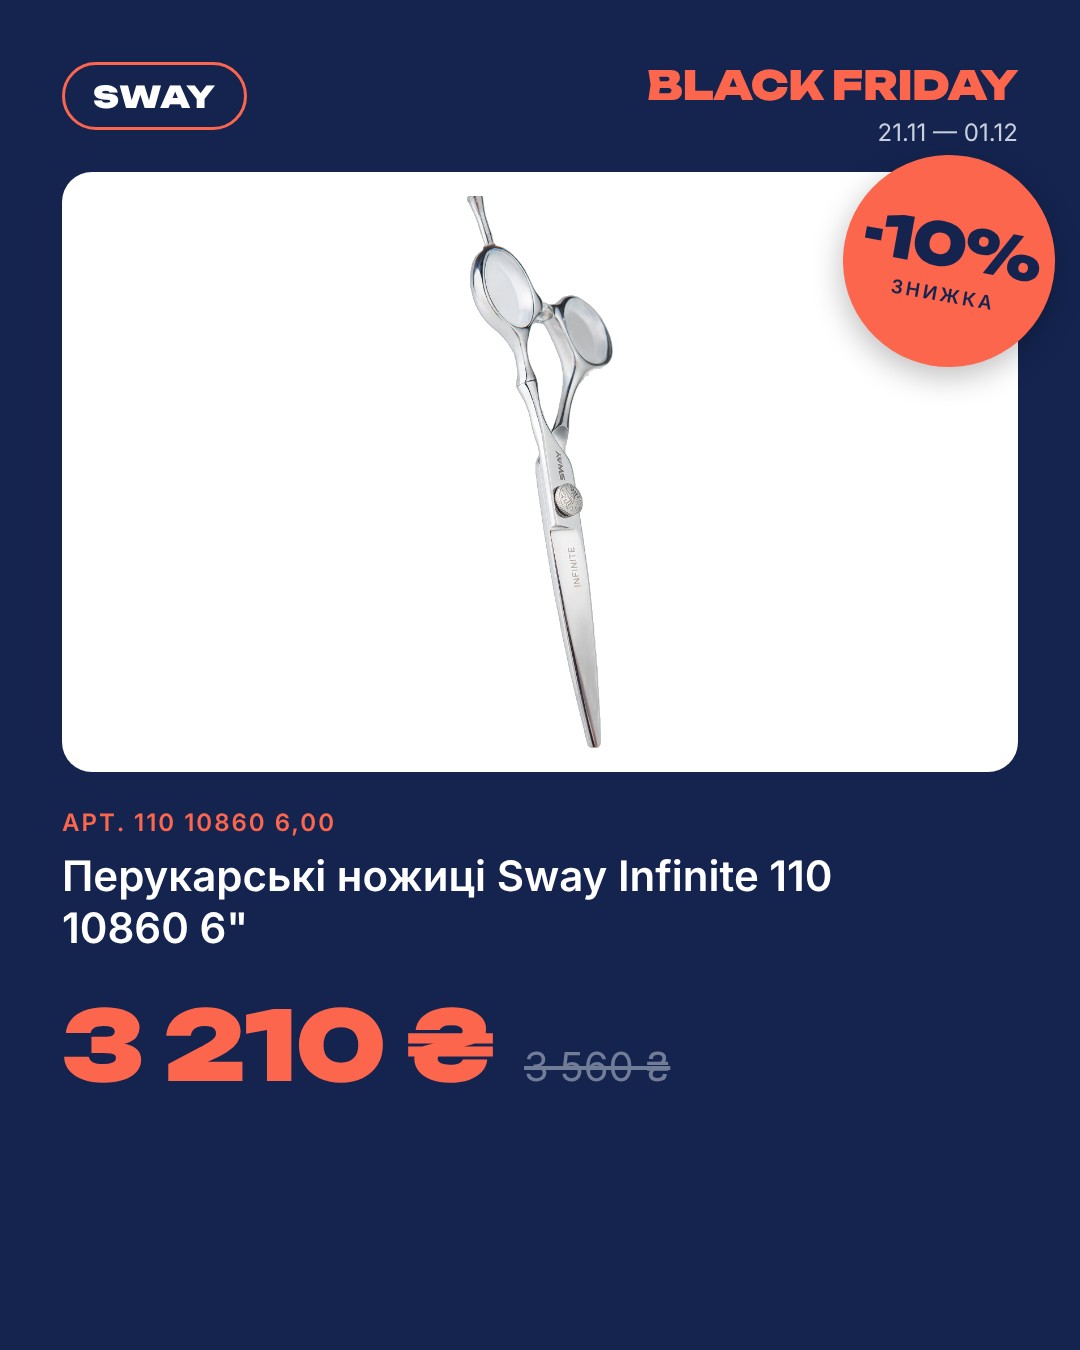 SWAY
BLACK FRIDAY
21.11 — 01.12
-10%
ЗНИЖКА
SWAY
INFINITE
АРТ. 110 10860 6,00
Перукарські ножиці Sway Infinite 110
10860 6"
3 210 ₴
3 560 ₴